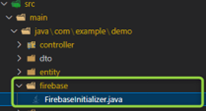 src
main
java\com\example\demo
controller
dto
entity
firebase
FirebaseInitializer.java